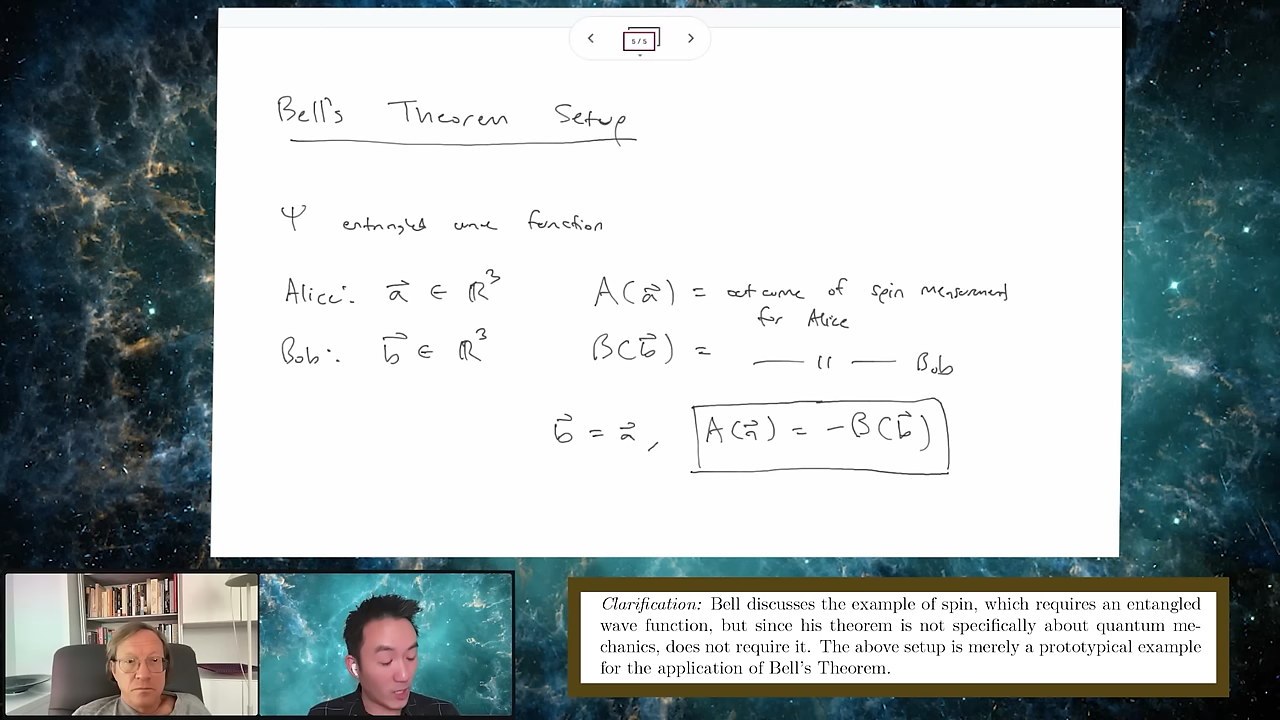 5 / 5
Bell's Theorem Setup
Ψ entangled wave function
Alice: a⃗ ∈ ℝ³ A(a⃗) = outcome of spin measurment
for Alice
Bob: b⃗ ∈ ℝ³ B(b⃗) = —— 11 —— Bob
b⃗ = a⃗, A(a⃗) = -B(b⃗)
Clarification: Bell discusses the example of spin, which requires an entangled
wave function, but since his theorem is not specifically about quantum me-
chanics, does not require it. The above setup is merely a prototypical example
for the application of Bell's Theorem.